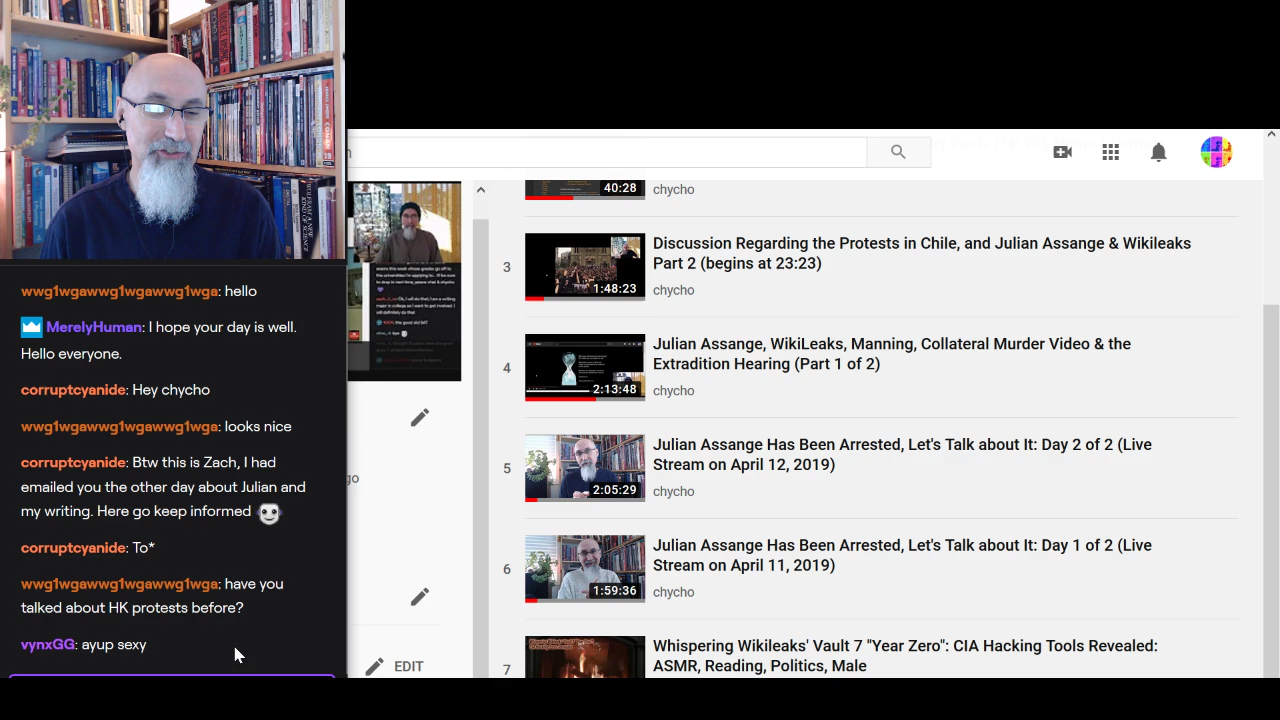 wwg1wgawwg1wgawwg1wga: hello
MerelyHuman: I hope your day is well.
Hello everyone.
corruptcyanide: Hey chycho
wwg1wgawwg1wgawwg1wga: looks nice
corruptcyanide: Btw this is Zach, I had
emailed you the other day about Julian and
my writing. Here go keep informed
corruptcyanide: To*
wwg1wgawwg1wgawwg1wga: have you
talked about HK protests before?
vynxGG: ayup sexy
EDIT
40:28
chycho
3
Discussion Regarding the Protests in Chile, and Julian Assange & Wikileaks
Part 2 (begins at 23:23)
1:48:23
chycho
4
Julian Assange, WikiLeaks, Manning, Collateral Murder Video & the
Extradition Hearing (Part 1 of 2)
2:13:48
chycho
5
Julian Assange Has Been Arrested, Let's Talk about It: Day 2 of 2 (Live
Stream on April 12, 2019)
2:05:29
chycho
6
Julian Assange Has Been Arrested, Let's Talk about It: Day 1 of 2 (Live
Stream on April 11, 2019)
1:59:36
chycho
7
Whispering Wikileaks' Vault 7 "Year Zero": CIA Hacking Tools Revealed:
ASMR, Reading, Politics, Male